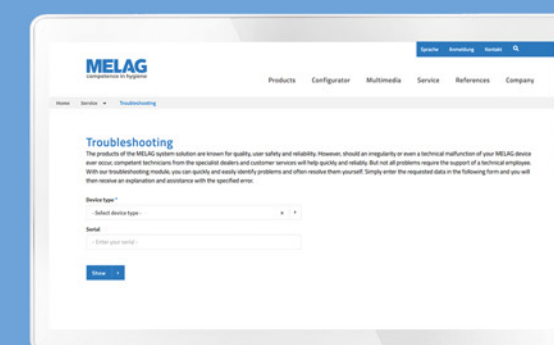 Sprache Anmeldung Kontakt
MELAG
competence in hygiene
Products Configurator Multimedia Service References Company
Home Service Troubleshooting
Troubleshooting
The products of the MELAG system solution are known for quality, user safety and reliability. However, should an irregularity or even a technical malfunction of your MELAG device
ever occur, competent technicians from the specialist dealers and customer services will help quickly and reliably. But not all problems require the support of a technical employee.
With our troubleshooting module, you can quickly and easily identify problems and often resolve them yourself. Simply enter the requested data in the following form and you will
then receive an explanation and assistance with the specified error.
Device type *
- Select device type -
Serial
- Enter your serial -
Show